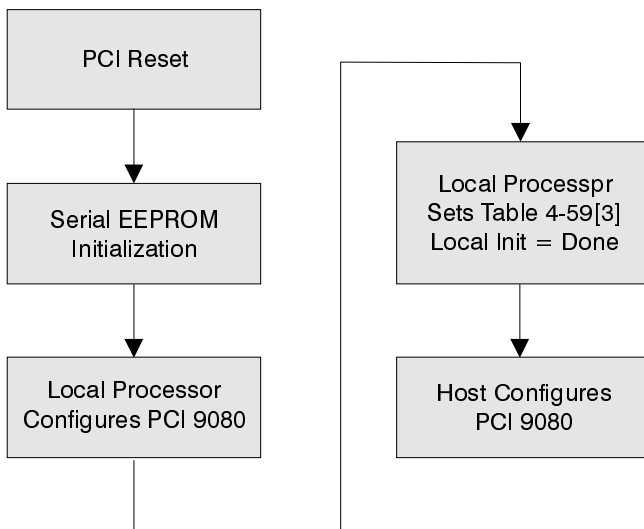 PCI Reset
Serial EEPROM
Initialization
Local Processor
Configures PCI 9080
Local Processpr
Sets Table 4-59[3]
Local Init = Done
Host Configures
PCI 9080